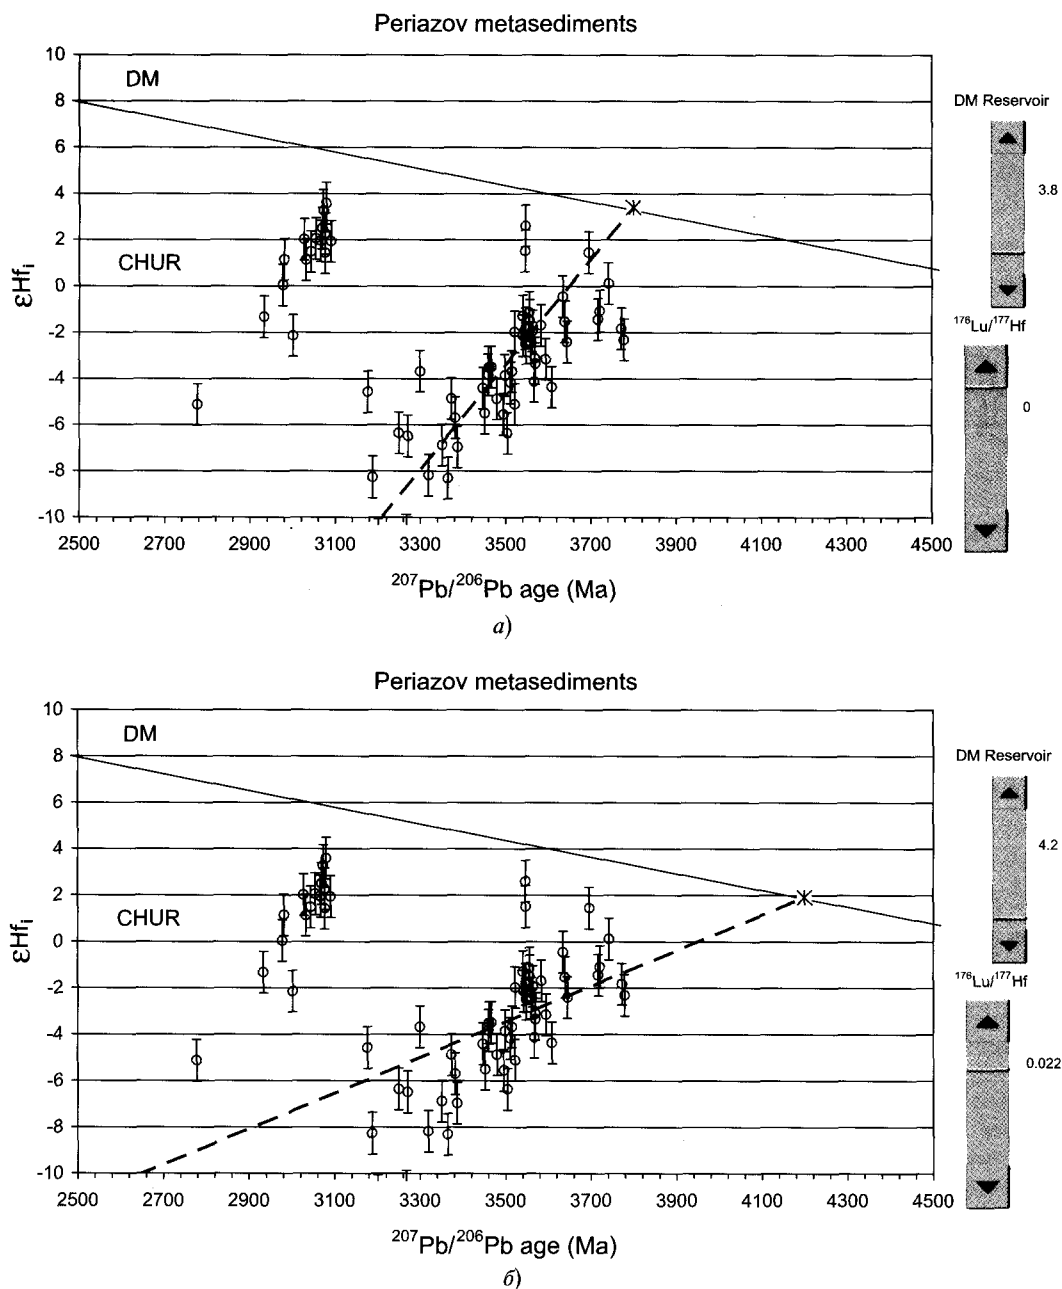 Periazov metasediments
10
DM
8
6
4
2
CHUR
0
-2
-4
-6
-8
-10
εHfi
2500 2700 2900 3100 3300 3500 3700 3900 4100 4300 4500
207Pb/206Pb age (Ma)
DM Reservoir
3.8
176Lu/177Hf
0
а)
Periazov metasediments
10
DM
8
6
4
2
CHUR
0
-2
-4
-6
-8
-10
εHfi
2500 2700 2900 3100 3300 3500 3700 3900 4100 4300 4500
207Pb/206Pb age (Ma)
DM Reservoir
4.2
176Lu/177Hf
0.022
б)